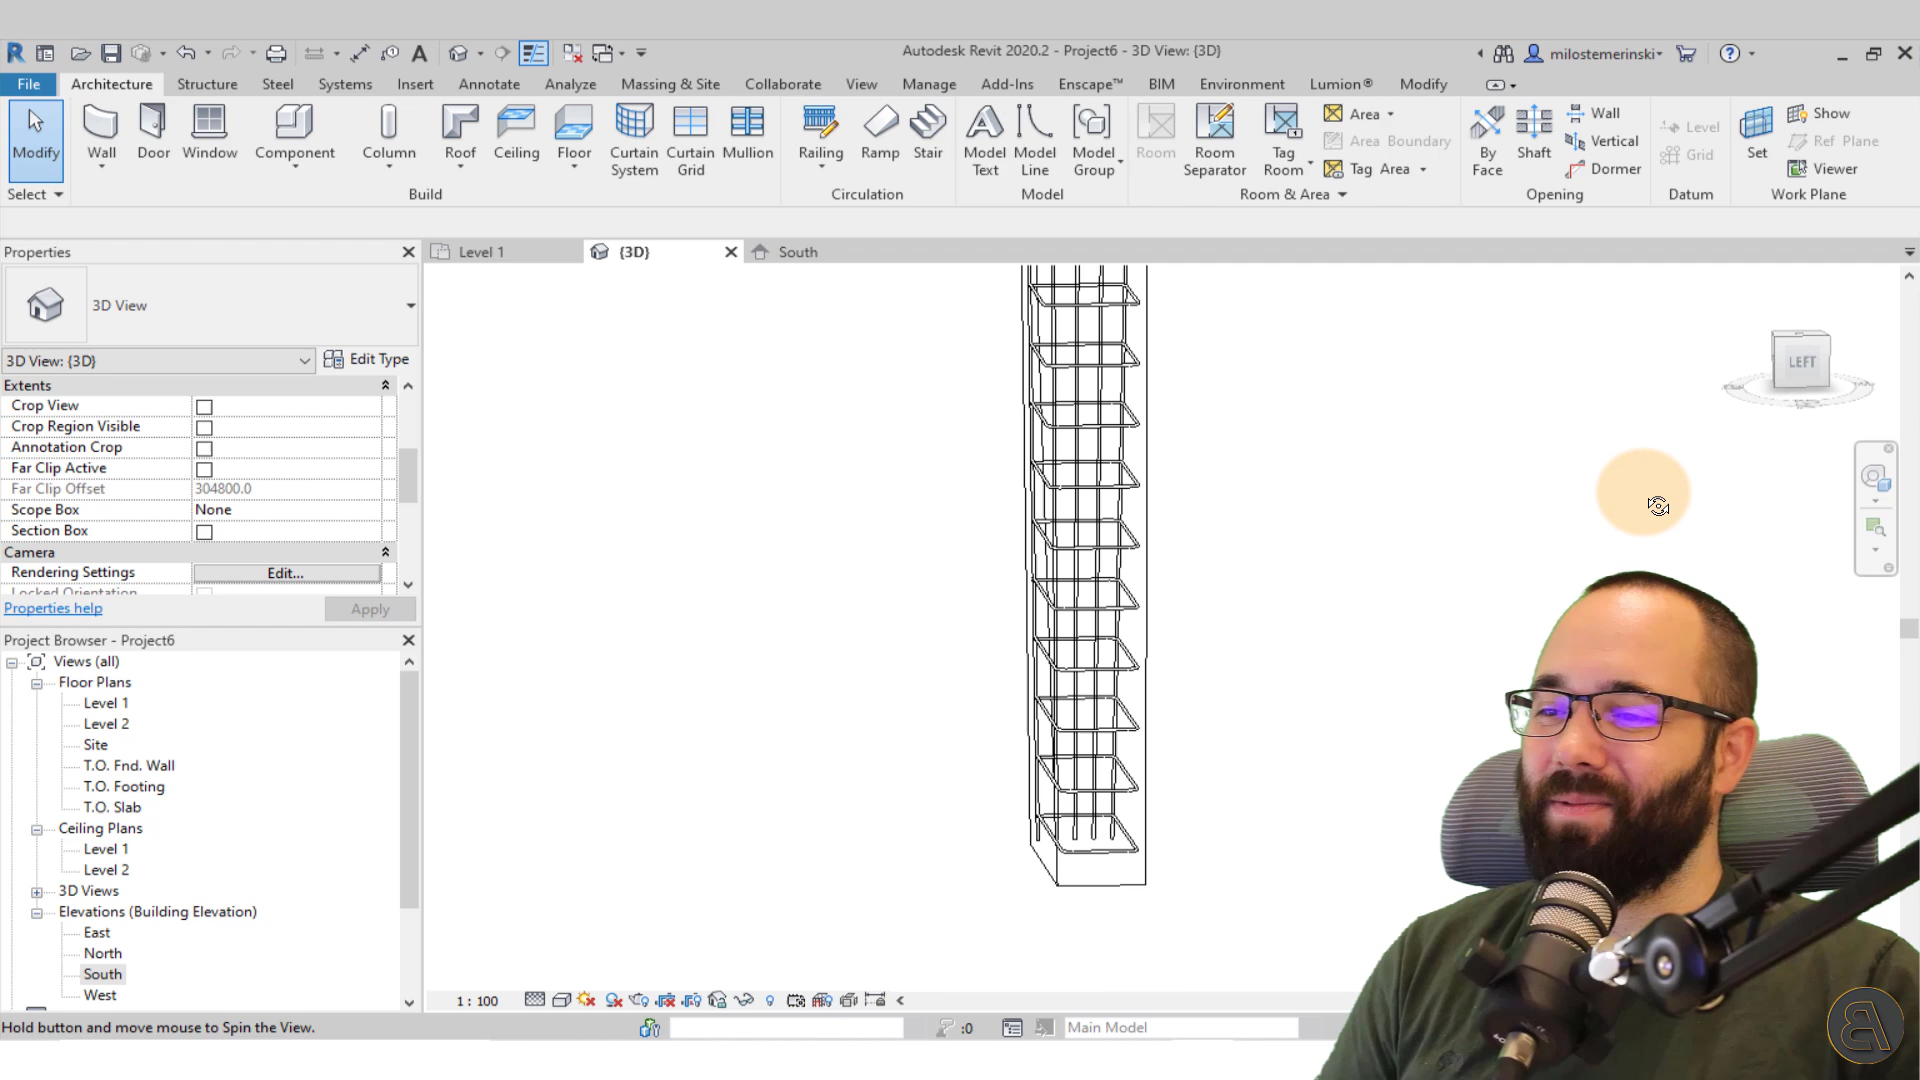 Autodesk Revit 2020.2 - Project6 - 3D View: {3D}
milostemerinski
File Architecture Structure Steel Systems Insert Annotate Analyze Massing & Site Collaborate View Manage Add-Ins Enscape™ BIM Environment Lumion® Modify
Modify
Wall
Door
Window
Component
Column
Roof
Ceiling
Floor
Curtain System
Curtain Grid
Mullion
Railing
Ramp
Stair
Model Text
Model Line
Model Group
Room
Room Separator
Tag Room
Area
Area Boundary
Tag Area
By Face
Shaft
Wall
Vertical
Dormer
Level
Grid
Set
Show
Ref Plane
Viewer
Select
Build
Circulation
Model
Room & Area
Opening
Datum
Work Plane
Properties
Level 1
{3D}
South
3D View
3D View: {3D}
Edit Type
Extents
Crop View
Crop Region Visible
Annotation Crop
Far Clip Active
Far Clip Offset 304800.0
Scope Box None
Section Box
Camera
Rendering Settings Edit...
Locked Orientation
Properties help
Apply
LEFT
Project Browser - Project6
Views (all)
Floor Plans
Level 1
Level 2
Site
T.O. Fnd. Wall
T.O. Footing
T.O. Slab
Ceiling Plans
Level 1
Level 2
3D Views
Elevations (Building Elevation)
East
North
South
West
1 : 100
Hold button and move mouse to Spin the View.
:0
Main Model